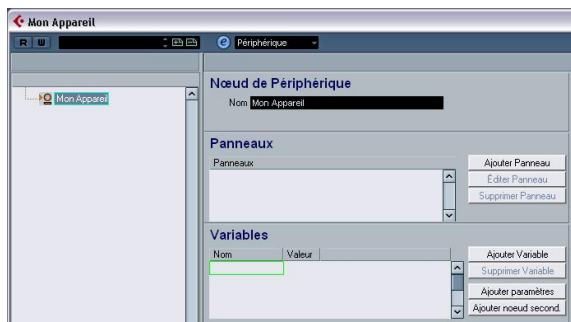 Mon Appareil
R W Périphérique
Mon Appareil
Nœud de Périphérique
Nom Mon Appareil
Panneaux
Panneaux
Ajouter Panneau
Éditer Panneau
Supprimer Panneau
Variables
Nom Valeur
Ajouter Variable
Supprimer Variable
Ajouter paramètres
Ajouter noeud second.